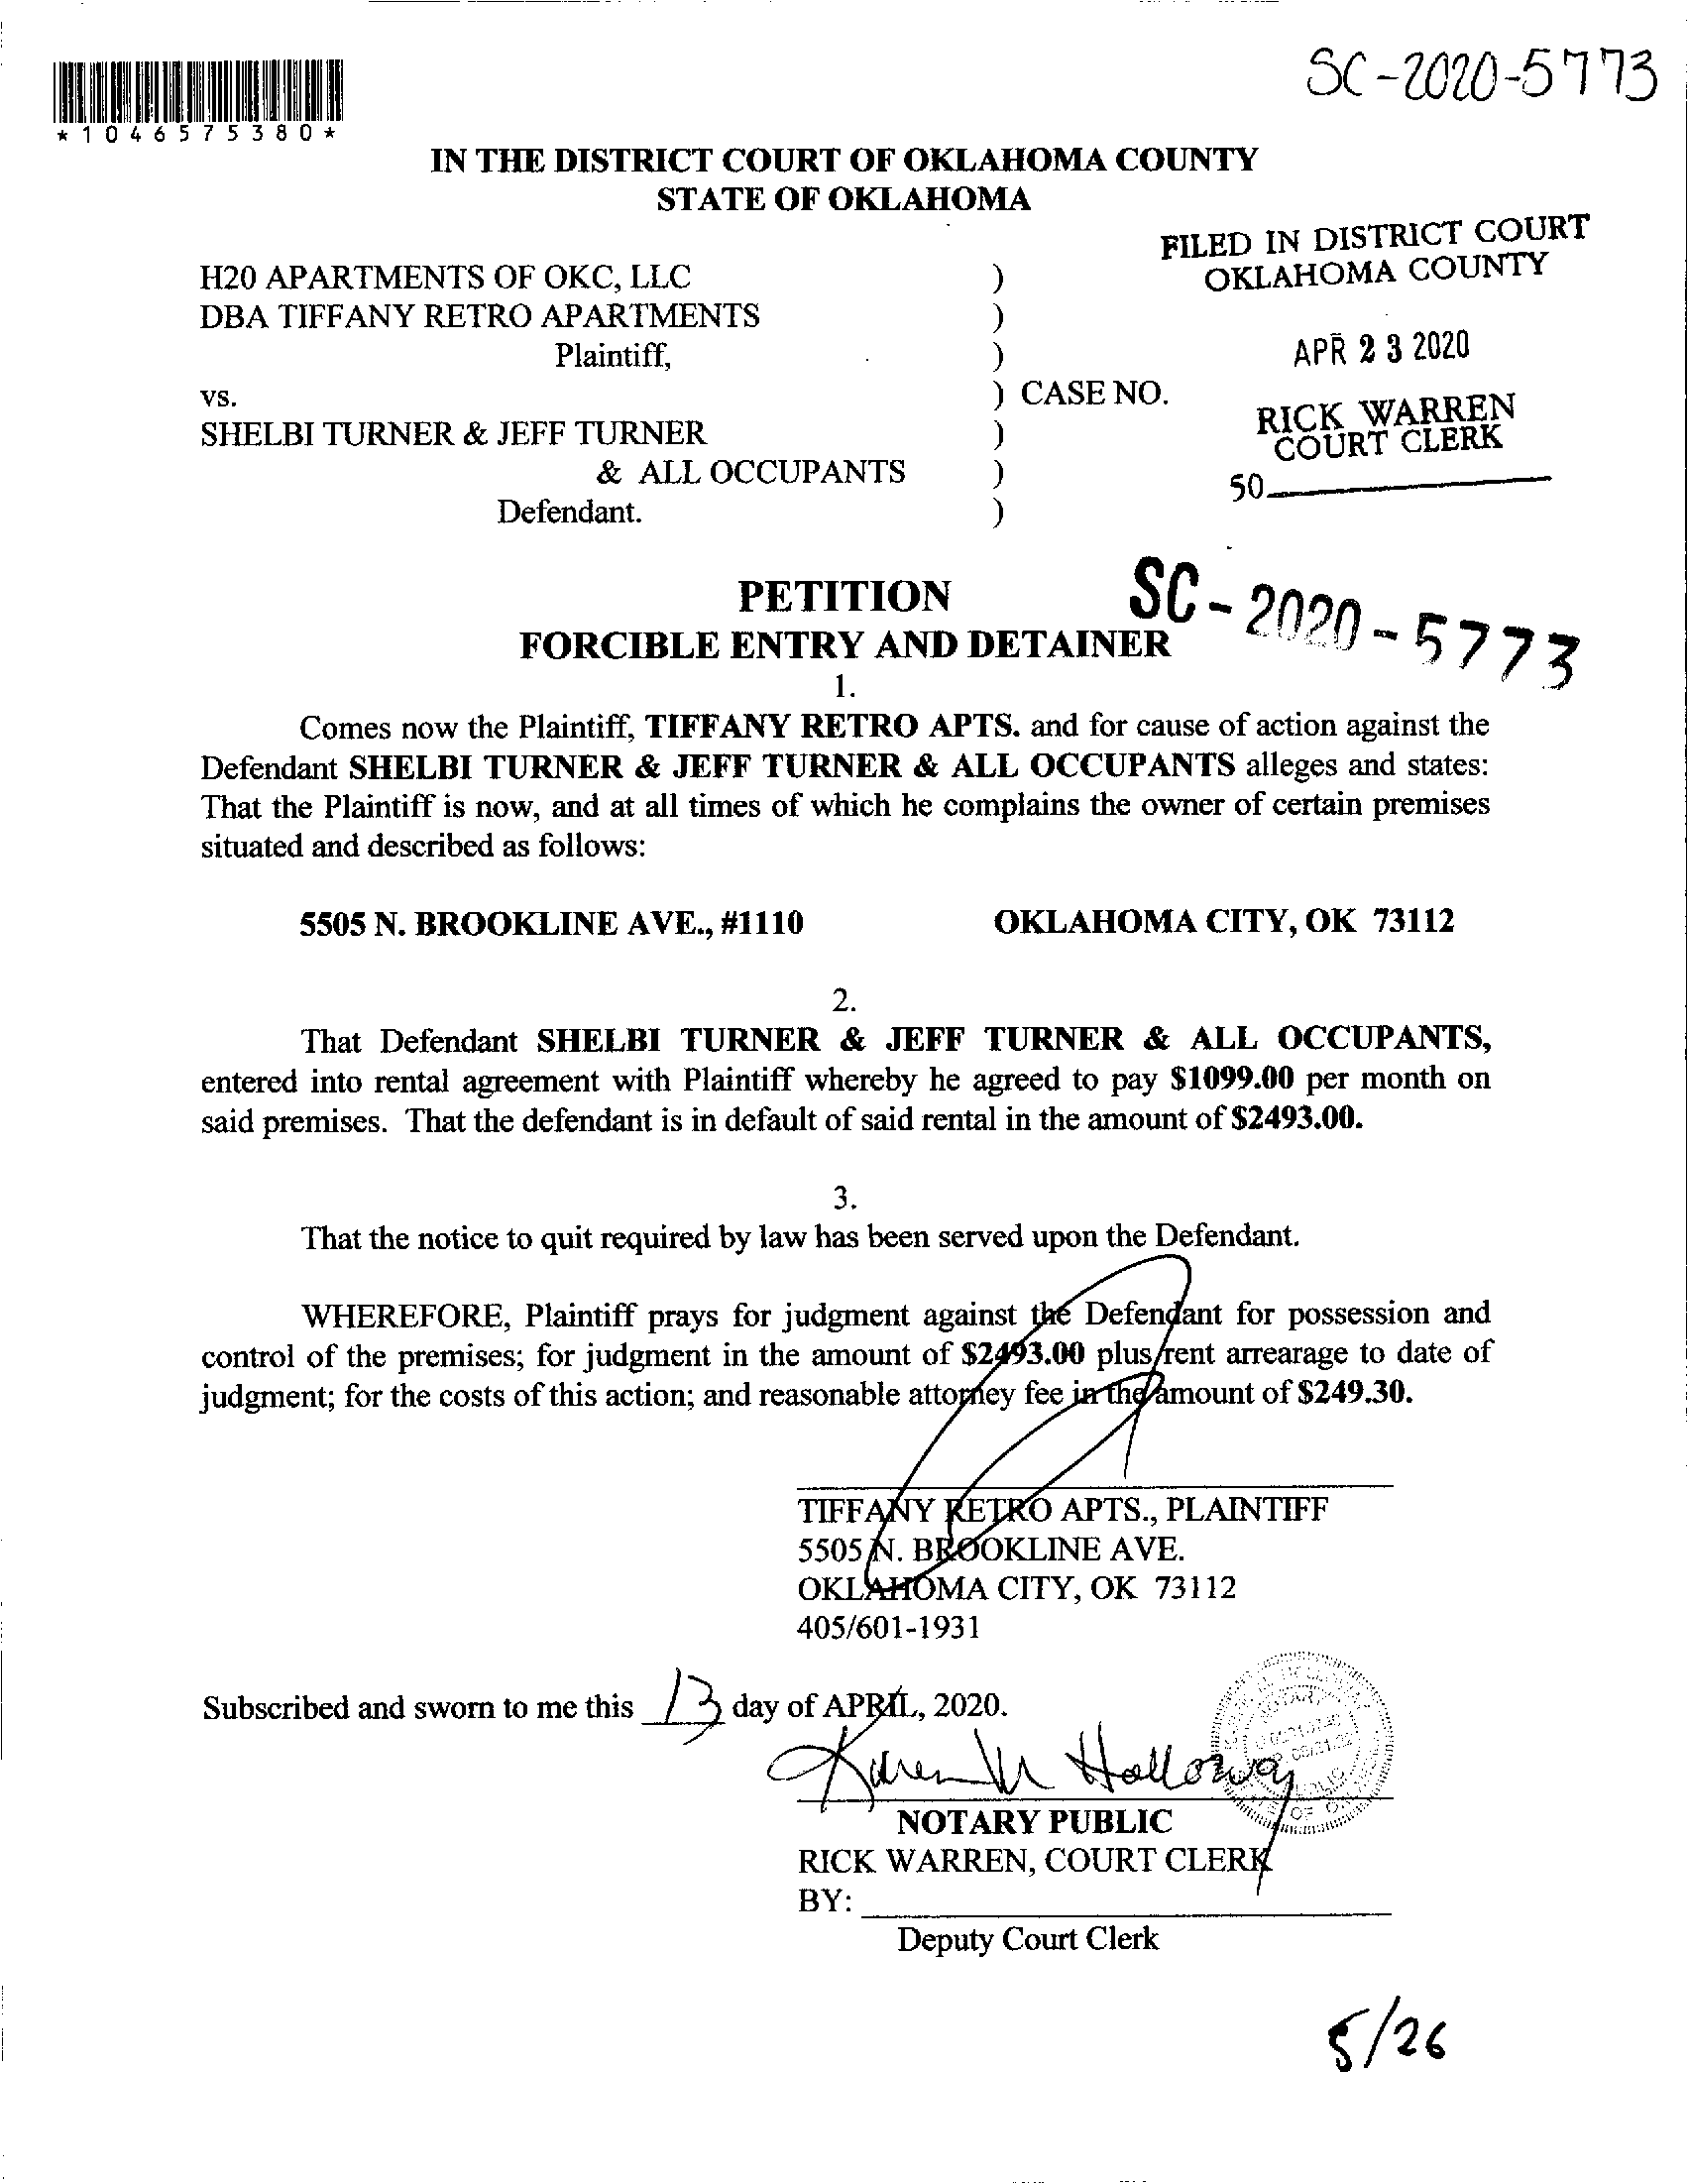 SC-2020-5773
*1046575380*
IN THE DISTRICT COURT OF OKLAHOMA COUNTY
STATE OF OKLAHOMA
FILED IN DISTRICT COURT
OKLAHOMA COUNTY
H20 APARTMENTS OF OKC, LLC )
DBA TIFFANY RETRO APARTMENTS )
Plaintiff, )
APR 23 2020
vs. ) CASE NO.
RICK WARREN
COURT CLERK
SHELBI TURNER & JEFF TURNER )
& ALL OCCUPANTS )
50
Defendant. )
PETITION
SC-2020-5773
FORCIBLE ENTRY AND DETAINER
1.
Comes now the Plaintiff, TIFFANY RETRO APTS. and for cause of action against the
Defendant SHELBI TURNER & JEFF TURNER & ALL OCCUPANTS alleges and states:
That the Plaintiff is now, and at all times of which he complains the owner of certain premises
situated and described as follows:
5505 N. BROOKLINE AVE., #1110 OKLAHOMA CITY, OK 73112
2.
That Defendant SHELBI TURNER & JEFF TURNER & ALL OCCUPANTS,
entered into rental agreement with Plaintiff whereby he agreed to pay $1099.00 per month on
said premises. That the defendant is in default of said rental in the amount of $2493.00.
3.
That the notice to quit required by law has been served upon the Defendant.
WHEREFORE, Plaintiff prays for judgment against the Defendant for possession and
control of the premises; for judgment in the amount of $2493.00 plus rent arrearage to date of
judgment; for the costs of this action; and reasonable attorney fee in the amount of $249.30.
TIFFANY RETRO APTS., PLAINTIFF
5505 N. BROOKLINE AVE.
OKLAHOMA CITY, OK 73112
405/601-1931
Subscribed and sworn to me this 13 day of APRIL, 2020.
Karen M Holloway
NOTARY PUBLIC
RICK WARREN, COURT CLERK
BY:
Deputy Court Clerk
5/26